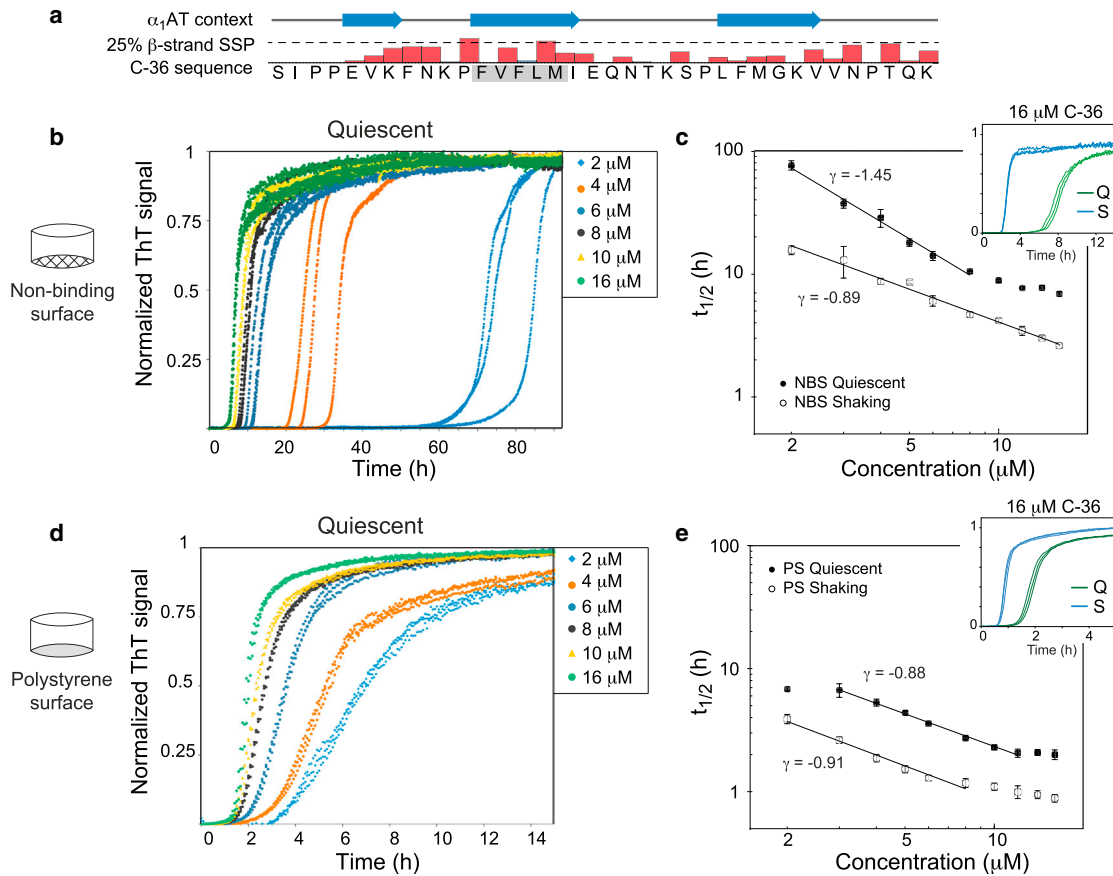 a
α₁AT context
25% β-strand SSP
C-36 sequence
S I P P E V K F N K P F V F L M I E Q N T K S P L F M G K V V N P T Q K
b
Quiescent
Non-binding
surface
Normalized ThT signal
1
0.75
0.5
0.25
0
20
40
60
80
Time (h)
2 μM
4 μM
6 μM
8 μM
10 μM
16 μM
c
t1/2 (h)
100
10
1
2
5
10
Concentration (μM)
γ = -1.45
γ = -0.89
NBS Quiescent
NBS Shaking
16 μM C-36
1
0
0
4
8
12
Time (h)
Q
S
d
Quiescent
Polystyrene
surface
Normalized ThT signal
1
0.75
0.5
0.25
0
2
4
6
8
10
12
14
Time (h)
2 μM
4 μM
6 μM
8 μM
10 μM
16 μM
e
t1/2 (h)
100
10
1
2
5
10
Concentration (μM)
PS Quiescent
PS Shaking
γ = -0.88
γ = -0.91
16 μM C-36
1
0
0
2
4
Time (h)
Q
S